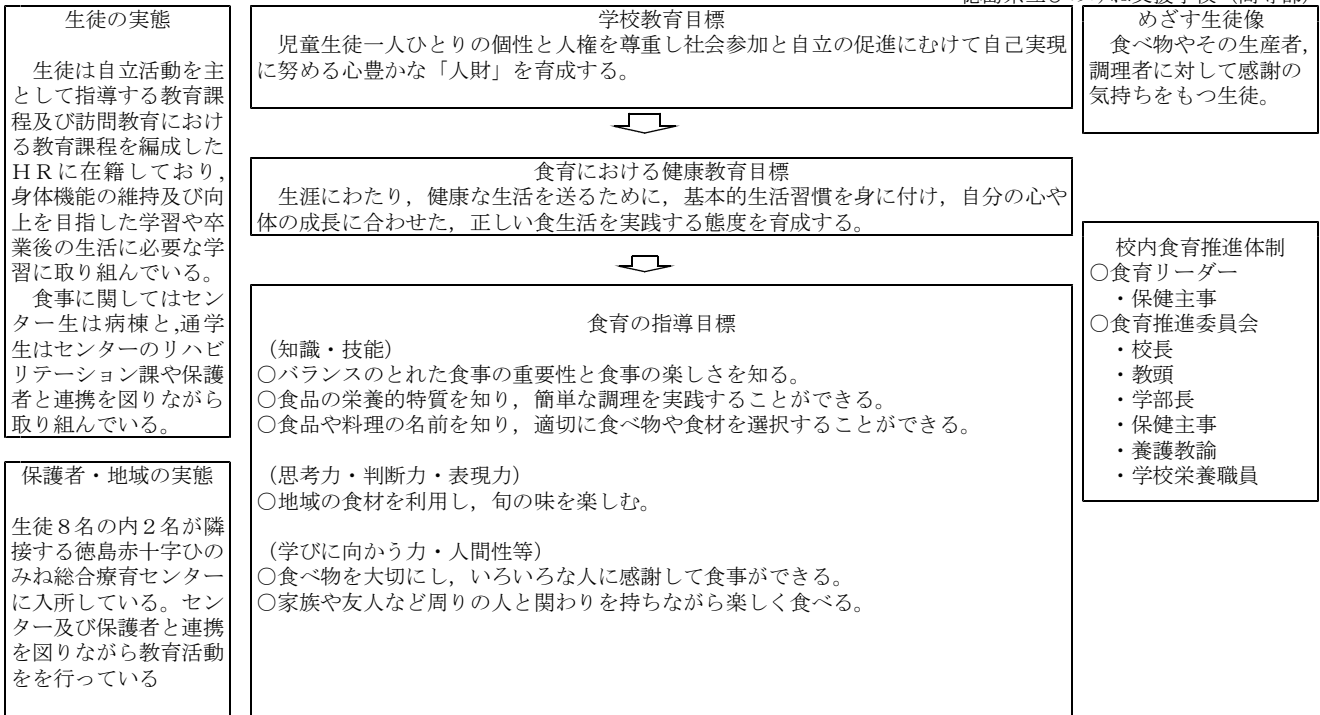 生徒の実態
生徒は自立活動を主
として指導する教育課
程及び訪問教育におけ
る教育課程を編成した
ＨＲに在籍しており，
身体機能の維持及び向
上を目指した学習や卒
業後の生活に必要な学
習に取り組んでいる。
食事に関してはセン
ター生は病棟と,通学
生はセンターのリハビ
リテーション課や保護
者と連携を図りながら
取り組んでいる。
保護者・地域の実態
生徒８名の内２名が隣
接する徳島赤十字ひの
みね総合療育センター
に入所している。セン
ター及び保護者と連携
を図りながら教育活動
をを行っている
学校教育目標
児童生徒一人ひとりの個性と人権を尊重し社会参加と自立の促進にむけて自己実現
に努める心豊かな「人財」を育成する。
食育における健康教育目標
生涯にわたり，健康な生活を送るために，基本的生活習慣を身に付け，自分の心や
体の成長に合わせた，正しい食生活を実践する態度を育成する。
食育の指導目標
（知識・技能）
○バランスのとれた食事の重要性と食事の楽しさを知る。
○食品の栄養的特質を知り，簡単な調理を実践することができる。
○食品や料理の名前を知り，適切に食べ物や食材を選択することができる。
（思考力・判断力・表現力）
○地域の食材を利用し，旬の味を楽しむ。
（学びに向かう力・人間性等）
○食べ物を大切にし，いろいろな人に感謝して食事ができる。
○家族や友人など周りの人と関わりを持ちながら楽しく食べる。
めざす生徒像
食べ物やその生産者，
調理者に対して感謝の
気持ちをもつ生徒。
校内食育推進体制
○食育リーダー
・保健主事
○食育推進委員会
・校長
・教頭
・学部長
・保健主事
・養護教諭
・学校栄養職員